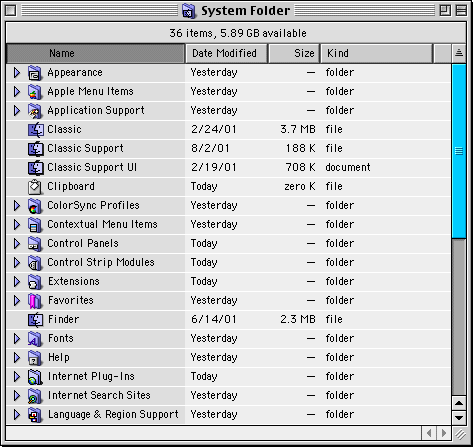 System Folder
36 items, 5.89 GB available
Name Date Modified Size Kind
Appearance Yesterday — folder
Apple Menu Items Yesterday — folder
Application Support Yesterday — folder
Classic 2/24/01 3.7 MB file
Classic Support 8/2/01 188 K file
Classic Support UI 2/19/01 708 K document
Clipboard Today zero K file
ColorSync Profiles Yesterday — folder
Contextual Menu Items Yesterday — folder
Control Panels Today — folder
Control Strip Modules Today — folder
Extensions Today — folder
Favorites Yesterday — folder
Finder 6/14/01 2.3 MB file
Fonts Yesterday — folder
Help Yesterday — folder
Internet Plug-Ins Today — folder
Internet Search Sites Yesterday — folder
Language & Region Support Yesterday — folder